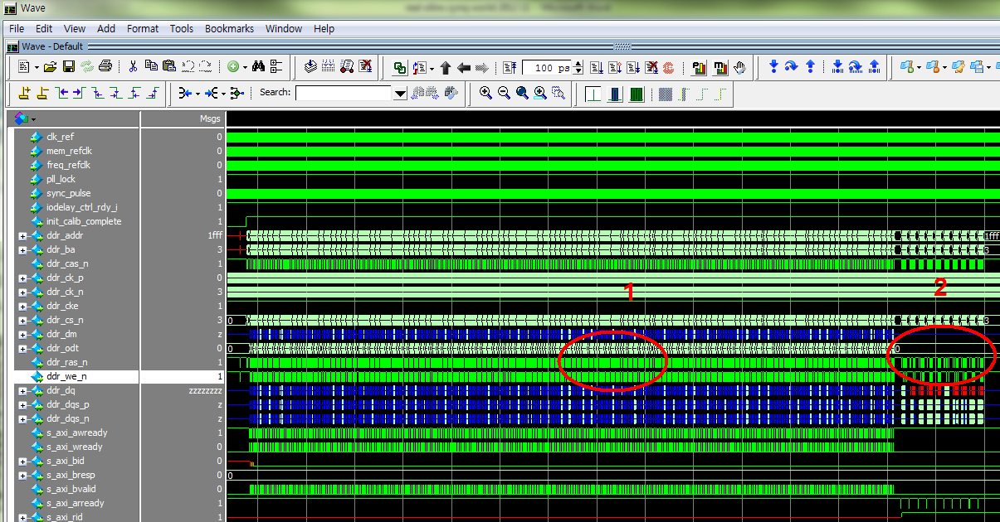 Wave
File Edit View Add Format Tools Bookmarks Window Help
Wave - Default
100 ps
Search:
Msgs
clk_ref 0
mem_refclk 0
freq_refclk 0
pll_lock 1
sync_pulse 0
iodelay_ctrl_rdy_i 1
init_calib_complete 1
ddr_addr 1fff 1fff
ddr_ba 3 3
ddr_cas_n 1
ddr_ck_p 0
ddr_ck_n 3
1 2
ddr_cke 1
ddr_cs_n 3 0 3
ddr_dm z
ddr_odt 0 0 0
ddr_ras_n 1
ddr_we_n 1
ddr_dq zzzzzzzz
ddr_dqs_p z
ddr_dqs_n z
s_axi_awready 1
s_axi_wready 1
s_axi_bid 0
s_axi_bresp 0 0
s_axi_bvalid 0
s_axi_arready 1
s_axi_rid 1